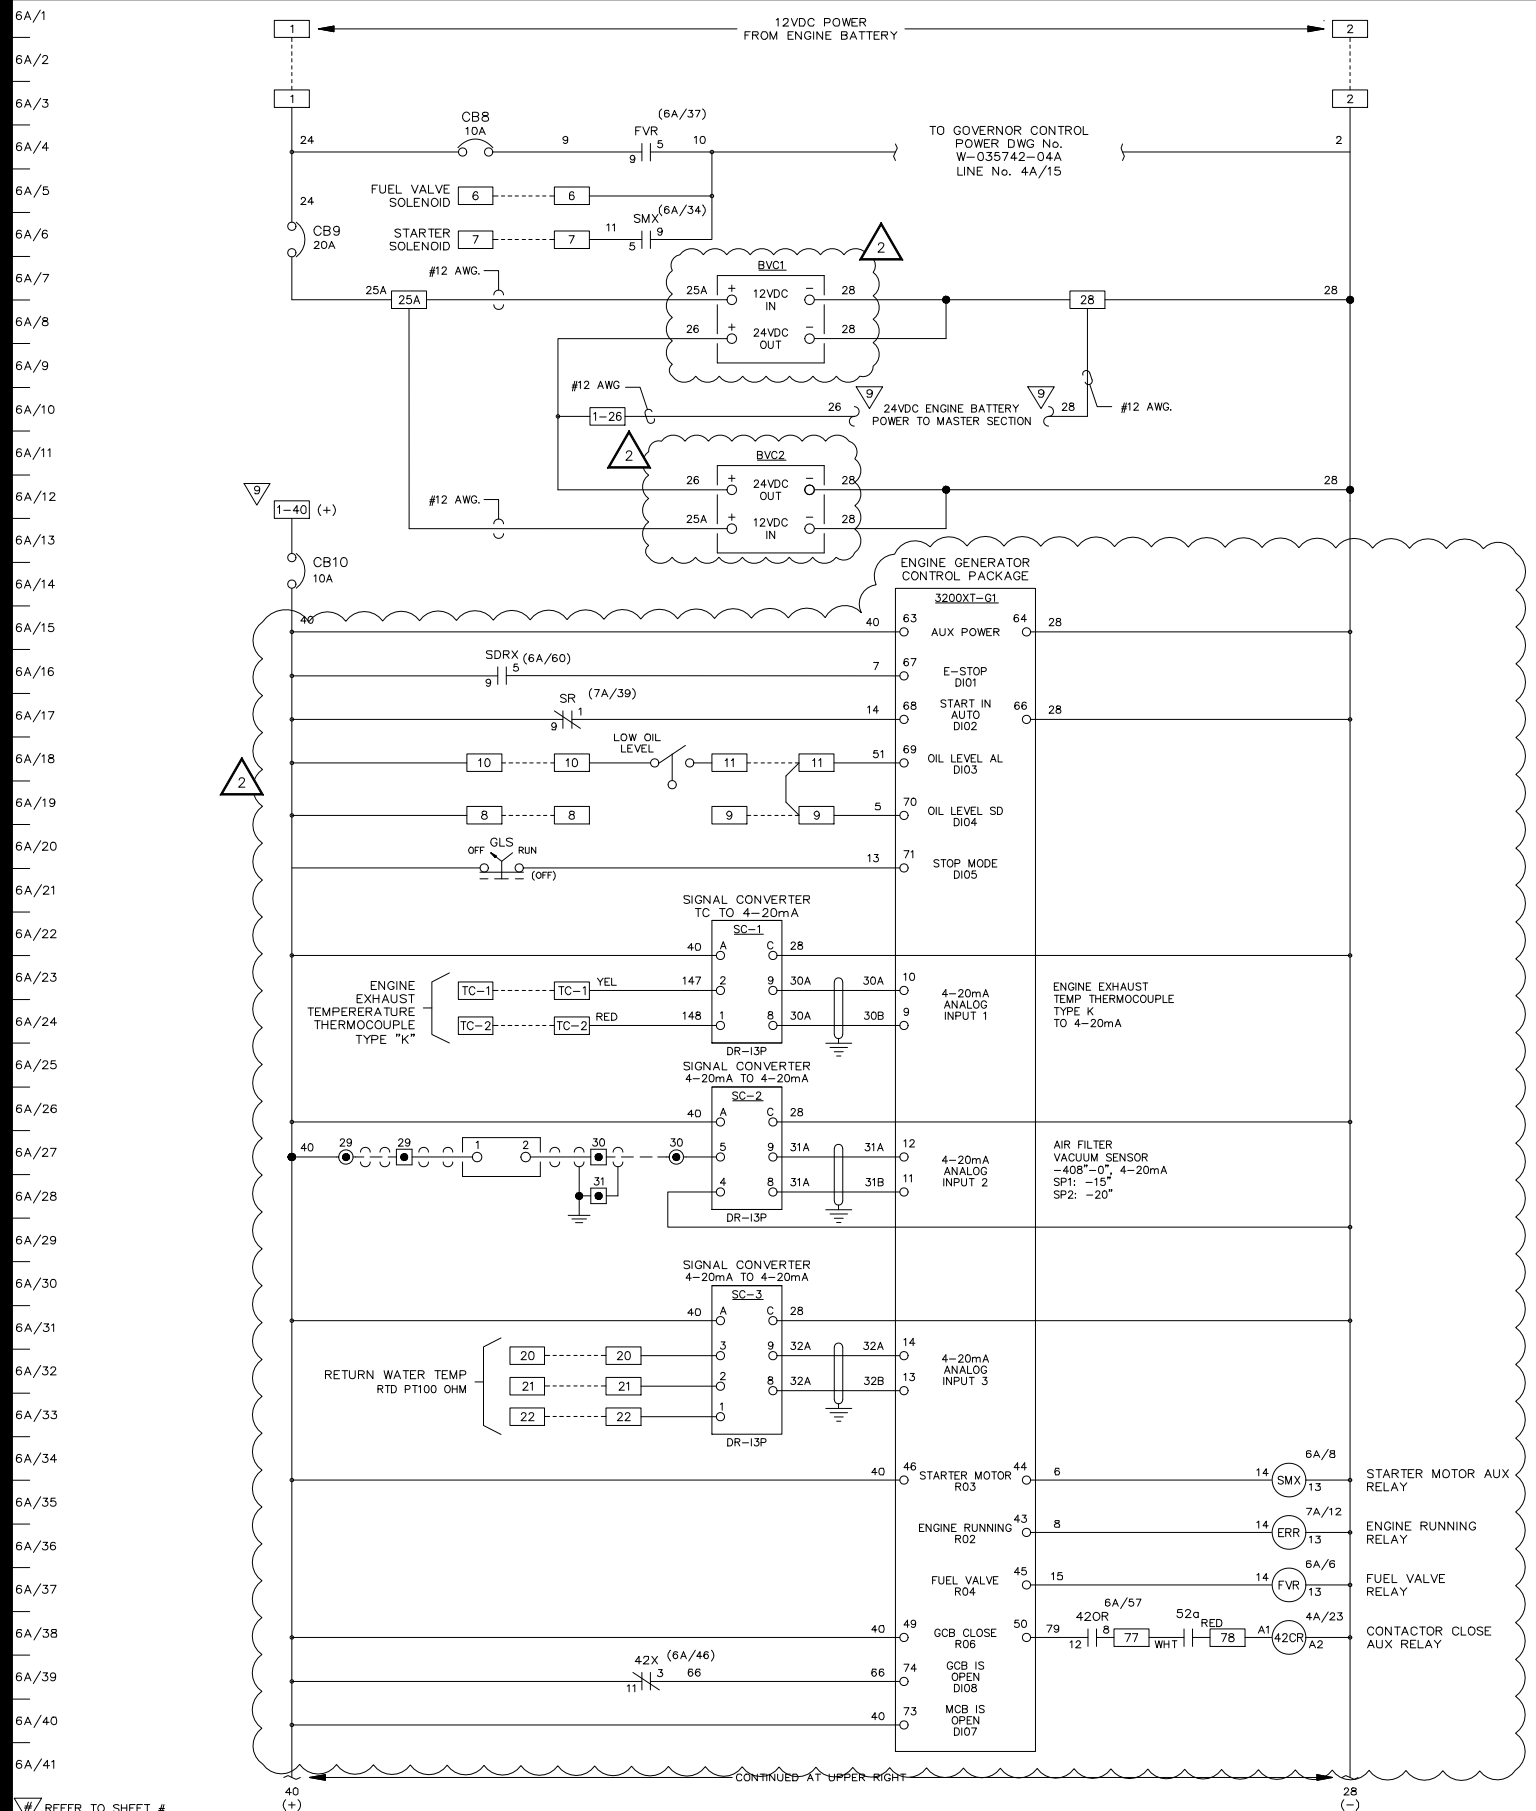 6A/1
1
12VDC POWER
FROM ENGINE BATTERY
2
6A/2
6A/3
1
2
6A/4
24
CB8
10A
9
(6A/37)
FVR
5
9
10
TO GOVERNOR CONTROL
POWER DWG No.
W-035742-04A
LINE No. 4A/15
2
6A/5
24
FUEL VALVE
SOLENOID
6
6
6A/6
CB9
20A
STARTER
SOLENOID
7
7
11
SMX
(6A/34)
9
5
2
6A/7
#12 AWG.
BVC1
25A
25A
25A
+
12VDC
IN
-
28
28
28
6A/8
26
+
24VDC
OUT
-
28
6A/9
6A/10
#12 AWG
1-26
26
9
24VDC ENGINE BATTERY
POWER TO MASTER SECTION
9
28
#12 AWG.
6A/11
2
BVC2
6A/12
9
1-40
(+)
#12 AWG.
26
+
24VDC
OUT
-
28
28
6A/13
25A
+
12VDC
IN
-
28
CB10
10A
6A/14
ENGINE GENERATOR
CONTROL PACKAGE
3200XT-G1
6A/15
40
40
63
AUX POWER
64
28
6A/16
SDRX
(6A/60)
5
9
7
67
E-STOP
DI01
6A/17
SR
(7A/39)
1
9
14
68
START IN
AUTO
DI02
66
28
6A/18
10
10
LOW OIL
LEVEL
11
11
51
69
OIL LEVEL AL
DI03
2
6A/19
8
8
9
9
5
70
OIL LEVEL SD
DI04
6A/20
GLS
OFF
RUN
(OFF)
13
71
STOP MODE
DI05
6A/21
SIGNAL CONVERTER
TC TO 4-20mA
6A/22
SC-1
40
A
C
28
6A/23
ENGINE
EXHAUST
TEMPERERATURE
THERMOCOUPLE
TYPE "K"
TC-1
TC-1
YEL
147
2
9
30A
30A
10
4-20mA
ANALOG
INPUT 1
ENGINE EXHAUST
TEMP THERMOCOUPLE
TYPE K
TO 4-20mA
6A/24
TC-2
TC-2
RED
148
1
8
30A
30B
9
DR-I3P
6A/25
SIGNAL CONVERTER
4-20mA TO 4-20mA
SC-2
6A/26
40
A
C
28
6A/27
40
29
29
1
2
30
30
5
9
31A
31A
12
4-20mA
ANALOG
INPUT 2
AIR FILTER
VACUUM SENSOR
-408"-0", 4-20mA
SP1: -15"
SP2: -20"
6A/28
31
4
8
31A
31B
11
DR-I3P
6A/29
6A/30
SIGNAL CONVERTER
4-20mA TO 4-20mA
SC-3
6A/31
40
A
C
28
6A/32
RETURN WATER TEMP
RTD PT100 OHM
20
20
3
9
32A
32A
14
4-20mA
ANALOG
INPUT 3
21
21
2
8
32A
32B
13
6A/33
22
22
1
DR-I3P
6A/34
40
46
STARTER MOTOR
R03
44
6
14
SMX
13
6A/8
STARTER MOTOR AUX
RELAY
6A/35
6A/36
ENGINE RUNNING
R02
43
8
14
ERR
13
7A/12
ENGINE RUNNING
RELAY
6A/37
FUEL VALVE
R04
45
15
14
FVR
13
6A/6
FUEL VALVE
RELAY
6A/38
40
49
GCB CLOSE
R06
50
79
42OR
6A/57
8
12
77
WHT
52a
RED
78
A1
42CR
A2
4A/23
CONTACTOR CLOSE
AUX RELAY
6A/39
42X
(6A/46)
3
11
66
66
74
GCB IS
OPEN
DI08
6A/40
40
73
MCB IS
OPEN
DI07
6A/41
CONTINUED AT UPPER RIGHT
40
(+)
28
(-)
# REFER TO SHEET #